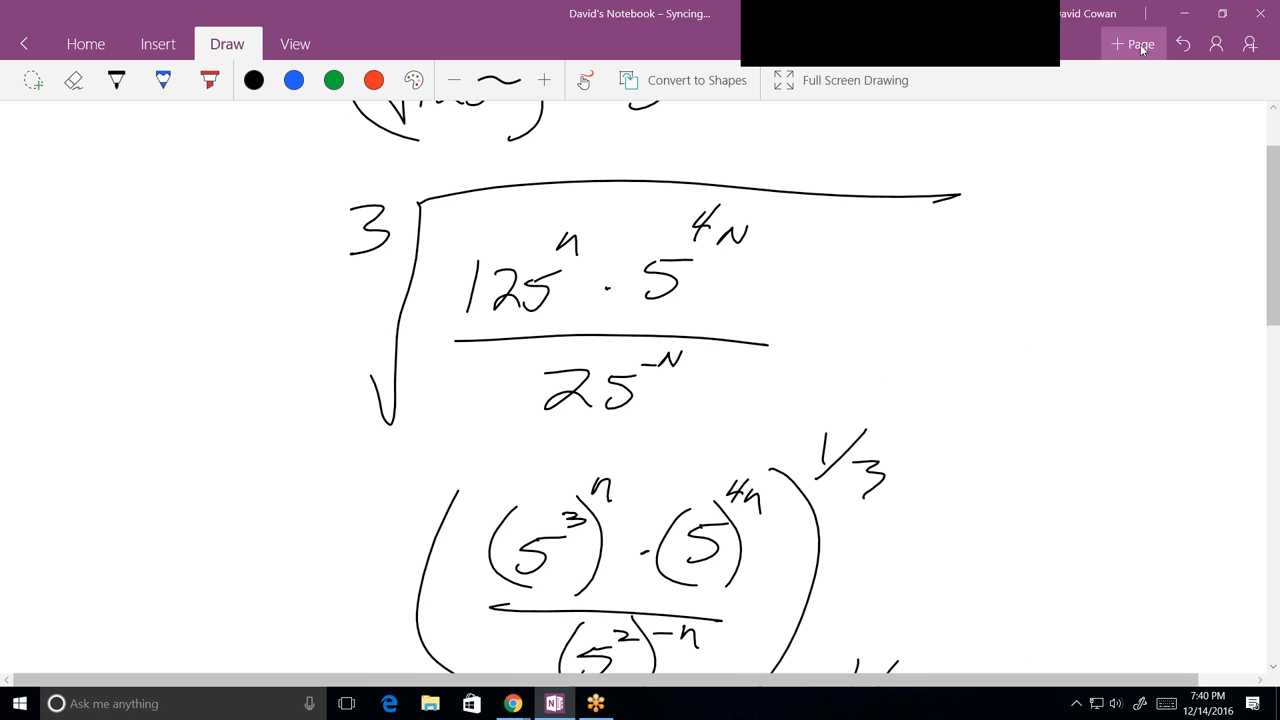 David's Notebook – Syncing...
David Cowan
Home Insert Draw View
+ Page
Convert to Shapes
Full Screen Drawing
3
125^n · 5^4N
25^-N
1/3
(5^3)^n · (5)^4n
(5^2)^-n
Ask me anything
7:40 PM
12/14/2016